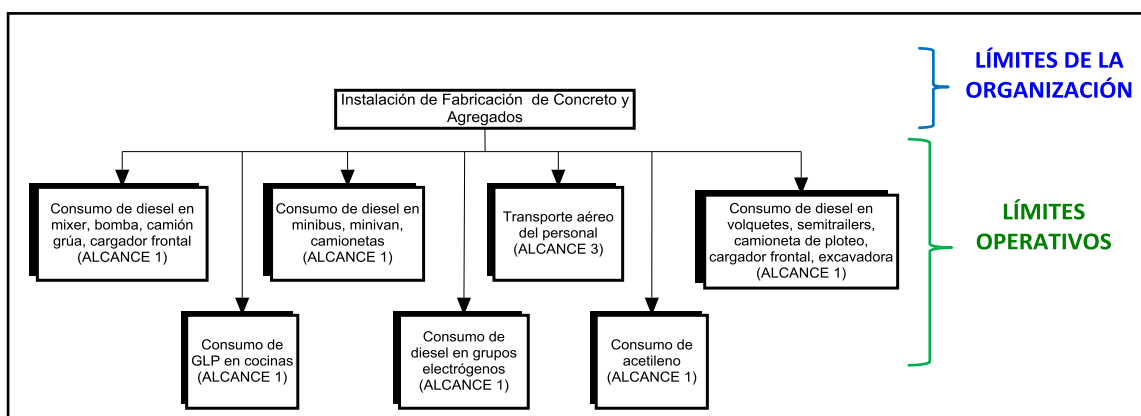 LÍMITES DE LA
ORGANIZACIÓN
Instalación de Fabricación de Concreto y
Agregados
Consumo de diesel en
mixer, bomba, camión
grúa, cargador frontal
(ALCANCE 1)
Consumo de diesel en
minibus, minivan,
camionetas
(ALCANCE 1)
Transporte aéreo
del personal
(ALCANCE 3)
Consumo de diesel en
volquetes, semitrailers,
camioneta de ploteo,
cargador frontal, excavadora
(ALCANCE 1)
LÍMITES
OPERATIVOS
Consumo de
GLP en cocinas
(ALCANCE 1)
Consumo de
diesel en grupos
electrógenos
(ALCANCE 1)
Consumo de
acetileno
(ALCANCE 1)